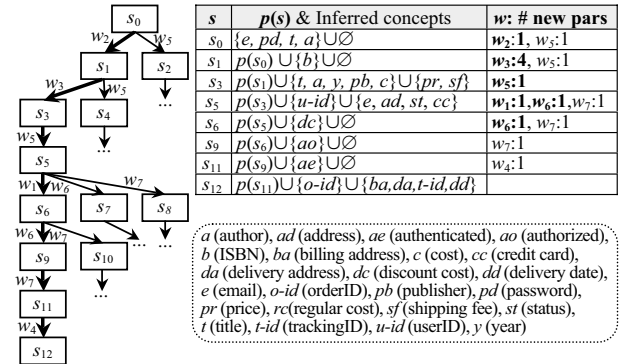 s0
w2 w5
s1 s2
w3 w5 ...
s3 s4
w5 ...
s5
w1 w6 w7
s6 s7 s8
w6 w7 ... ...
s9 s10
w7 ...
s11
w4
s12
s p(s) & Inferred concepts w: # new pars
s0 {e, pd, t, a}∪∅ w2:1, w5:1
s1 p(s0)∪{b}∪∅ w3:4, w5:1
s3 p(s1)∪{t, a, y, pb, c}∪{pr, sf} w5:1
s5 p(s3)∪{u-id}∪{e, ad, st, cc} w1:1,w6:1,w7:1
s6 p(s5)∪{dc}∪∅ w6:1, w7:1
s9 p(s6)∪{ao}∪∅ w7:1
s11 p(s9)∪{ae}∪∅ w4:1
s12 p(s11)∪{o-id}∪{ba,da,t-id,dd}
a (author), ad (address), ae (authenticated), ao (authorized),
b (ISBN), ba (billing address), c (cost), cc (credit card),
da (delivery address), dc (discount cost), dd (delivery date),
e (email), o-id (orderID), pb (publisher), pd (password),
pr (price), rc(regular cost), sf (shipping fee), st (status),
t (title), t-id (trackingID), u-id (userID), y (year)